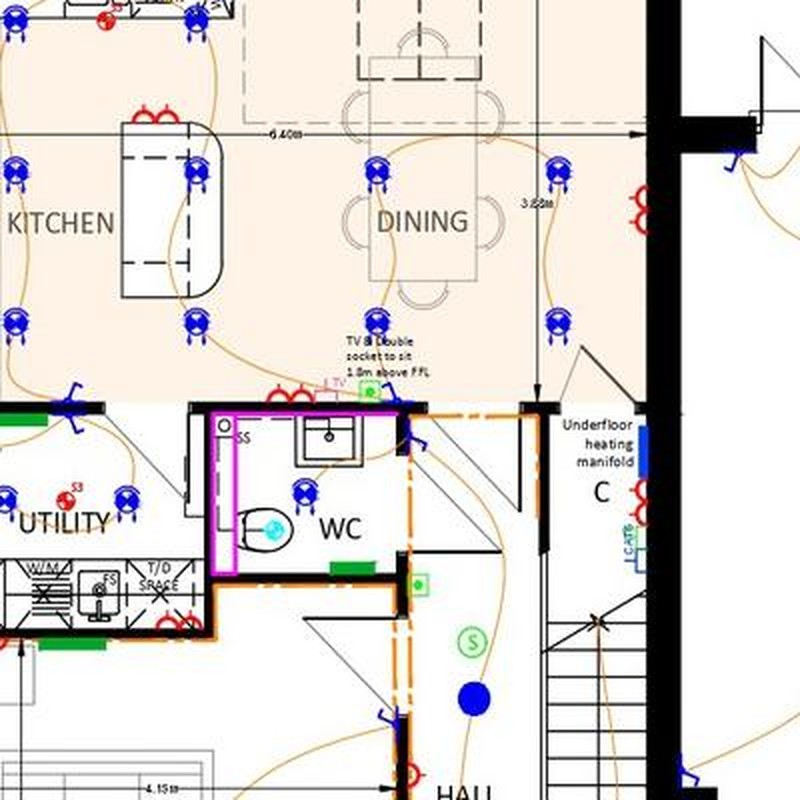 S3
6.40m
3.88m
KITCHEN
DINING
TV & Double
socket to sit
1.8m above FFL
TV
Underfloor
heating
manifold
SS
C
S3
UTILITY
WC
CAT6
W/M
FS
T/D
SPACE
S
4.15m
HALL